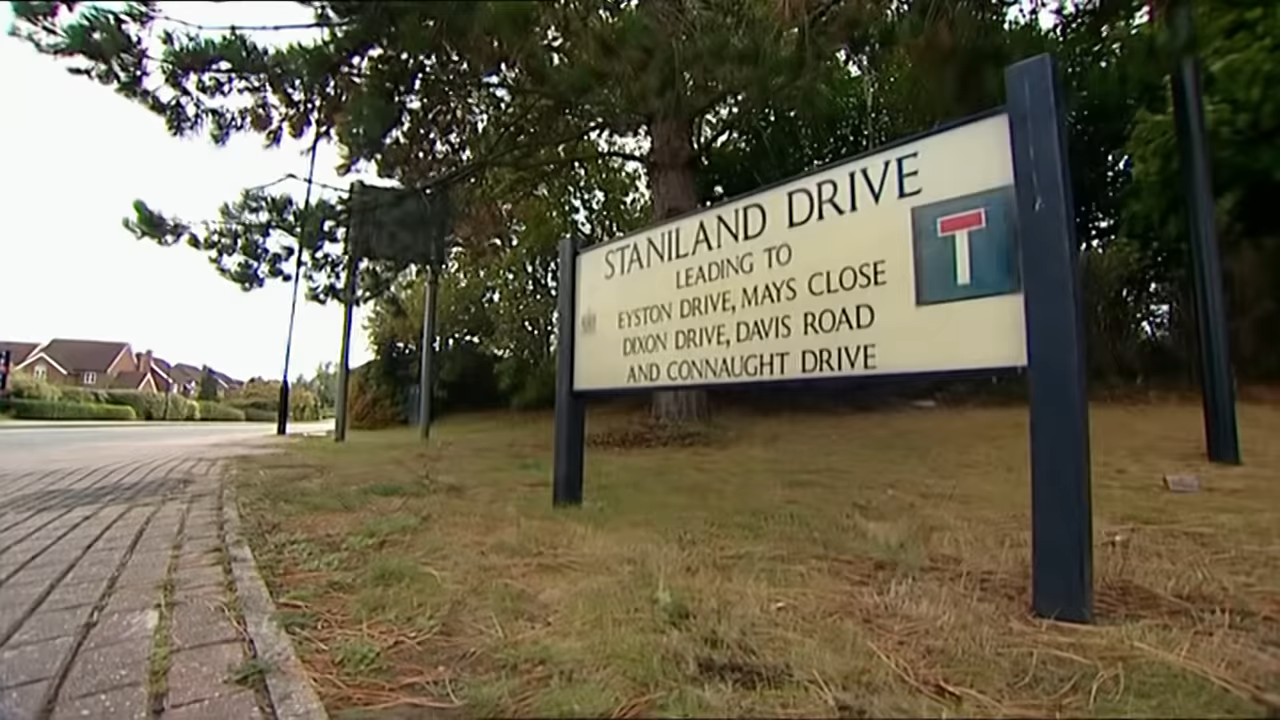 STANILAND DRIVE
LEADING TO
EYSTON DRIVE, MAYS CLOSE
DIXON DRIVE, DAVIS ROAD
AND CONNAUGHT DRIVE